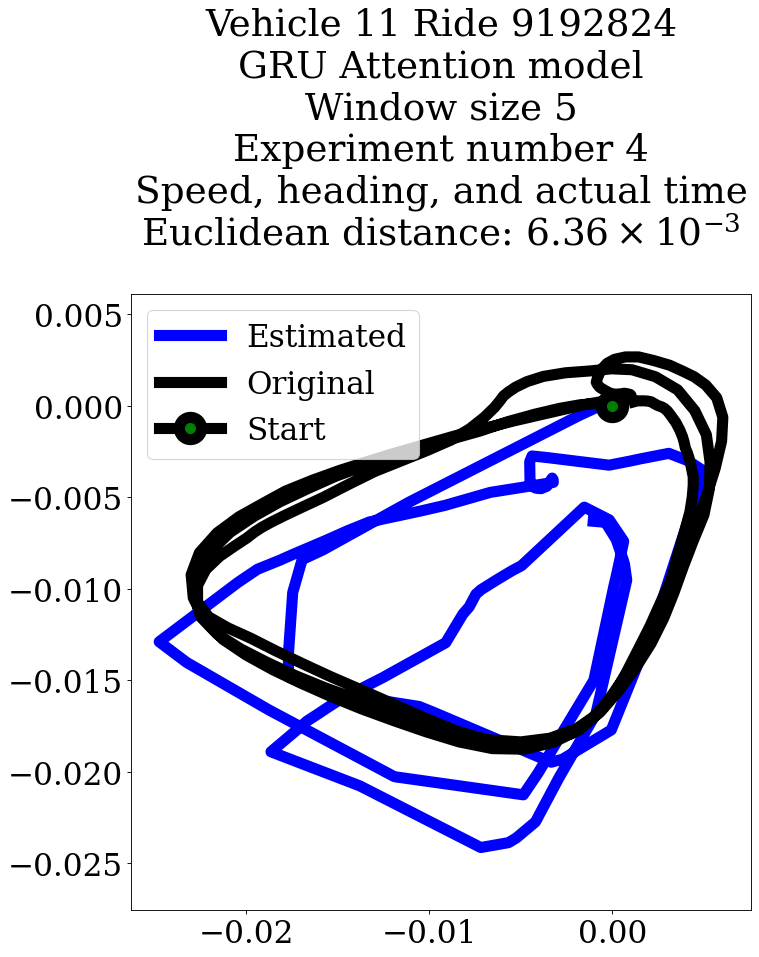 Vehicle 11 Ride 9192824
GRU Attention model
Window size 5
Experiment number 4
Speed, heading, and actual time
Euclidean distance: 6.36 × 10⁻³
Estimated
Original
Start
0.005
0.000
−0.005
−0.010
−0.015
−0.020
−0.025
−0.02
−0.01
0.00